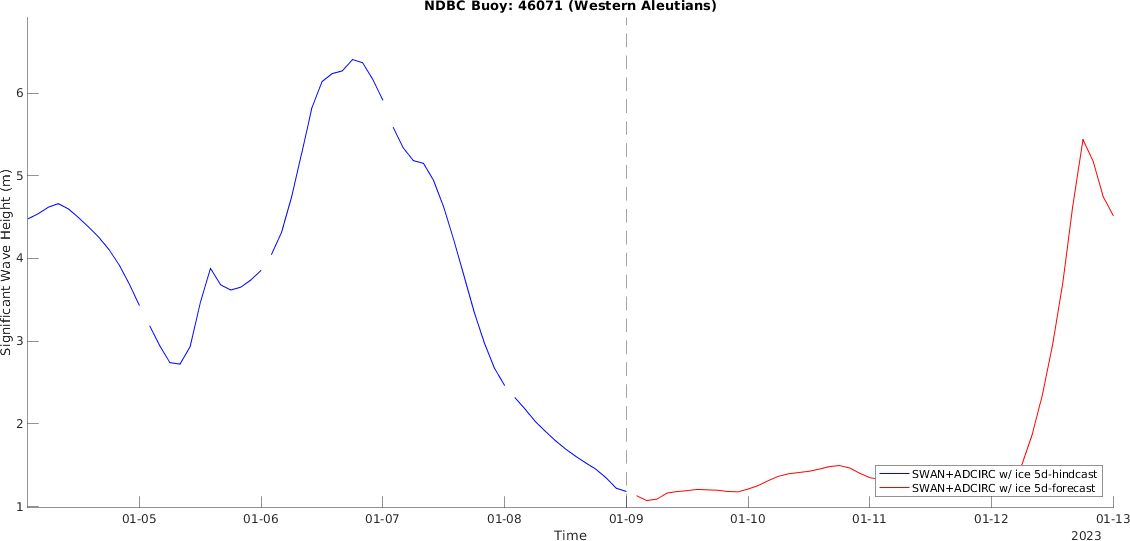 NDBC Buoy: 46071 (Western Aleutians)
Significant Wave Height (m)
6
5
4
3
2
1
SWAN+ADCIRC w/ ice 5d-hindcast
SWAN+ADCIRC w/ ice 5d-forecast
01-05 01-06 01-07 01-08 01-09 01-10 01-11 01-12 01-13
Time
2023